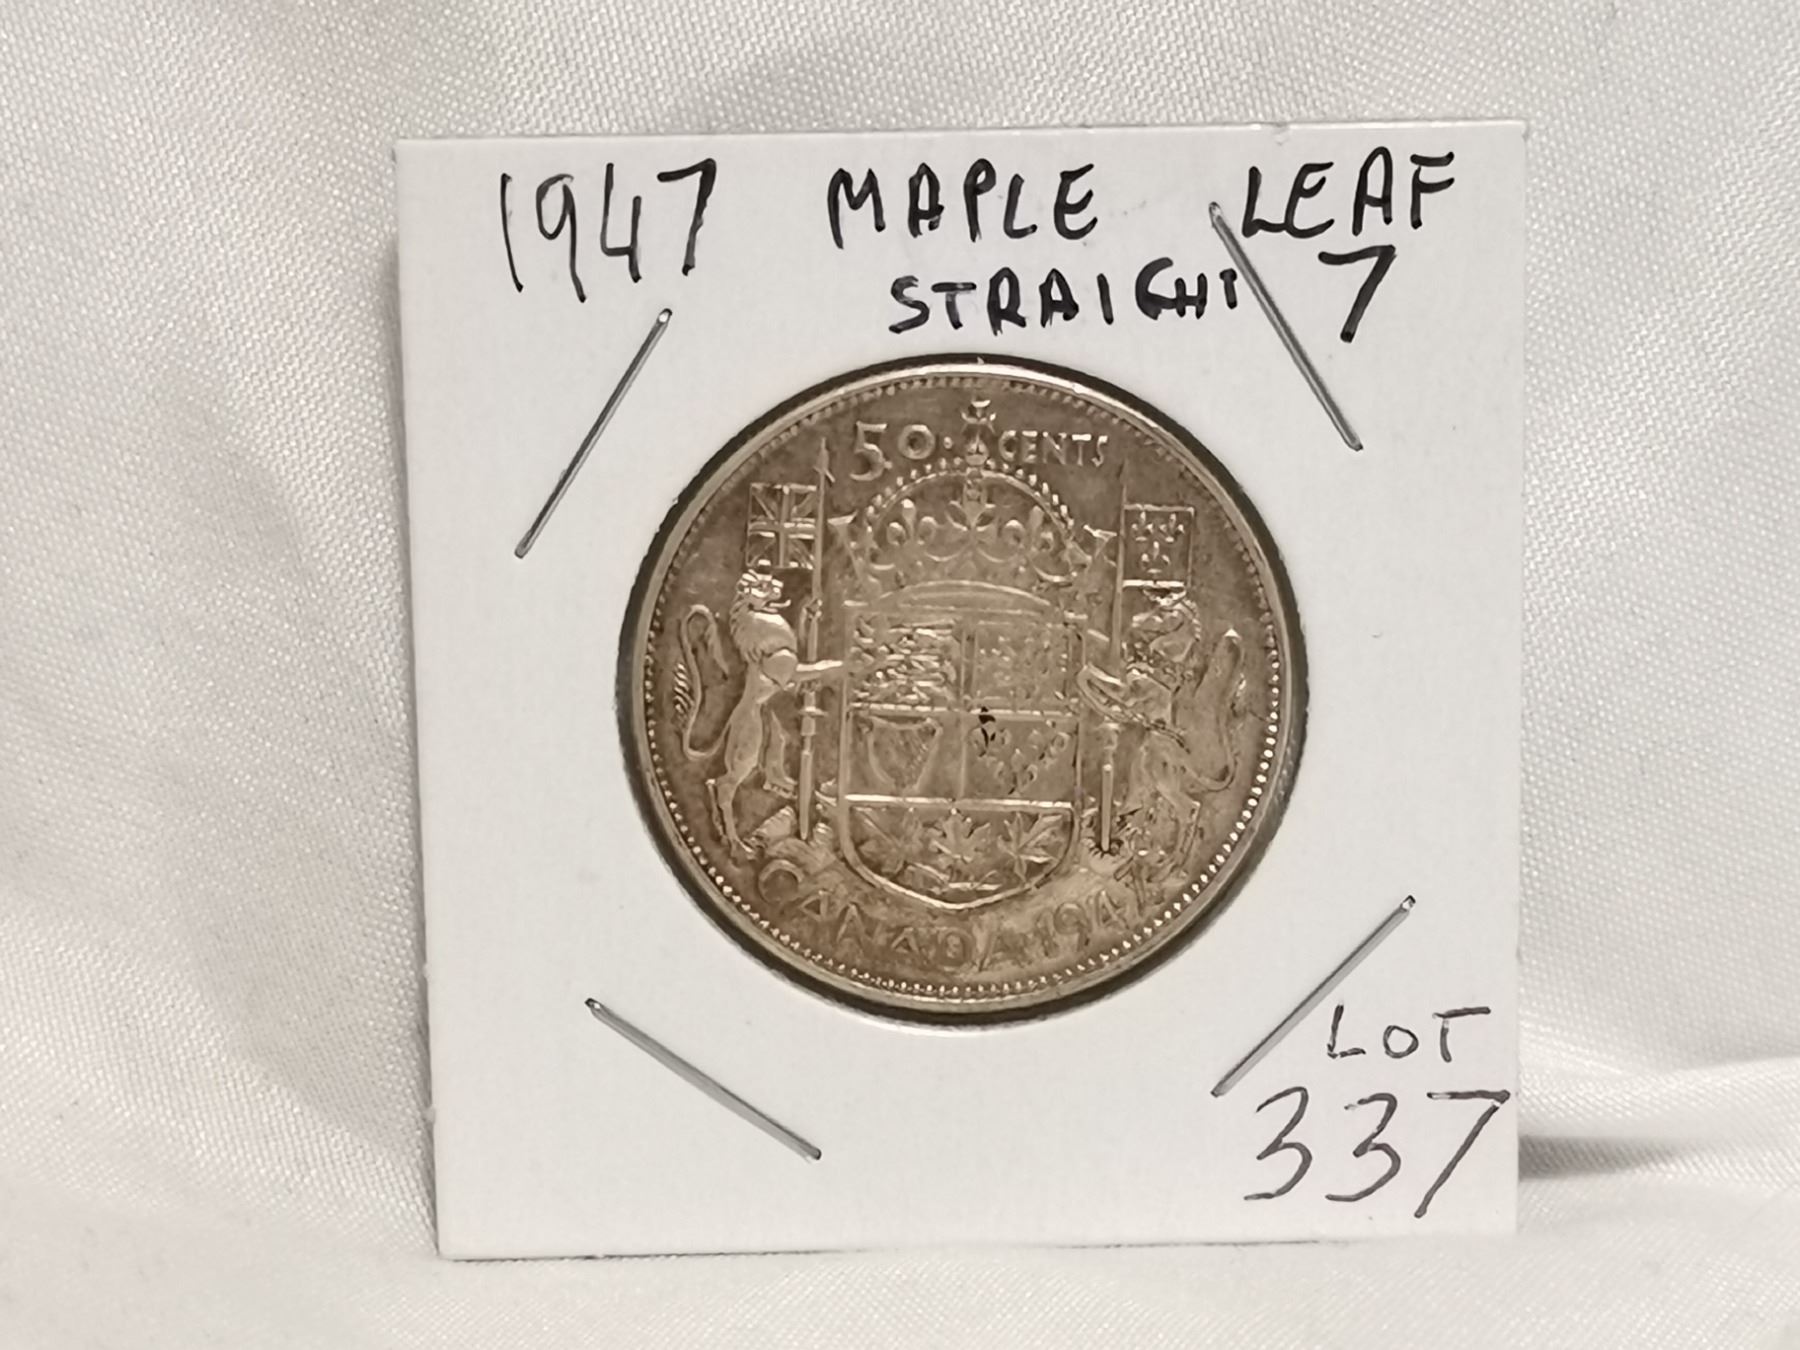 1947 MAPLE LEAF
STRAIGHT 7
50 CENTS
CANADA 1947
LOT
337